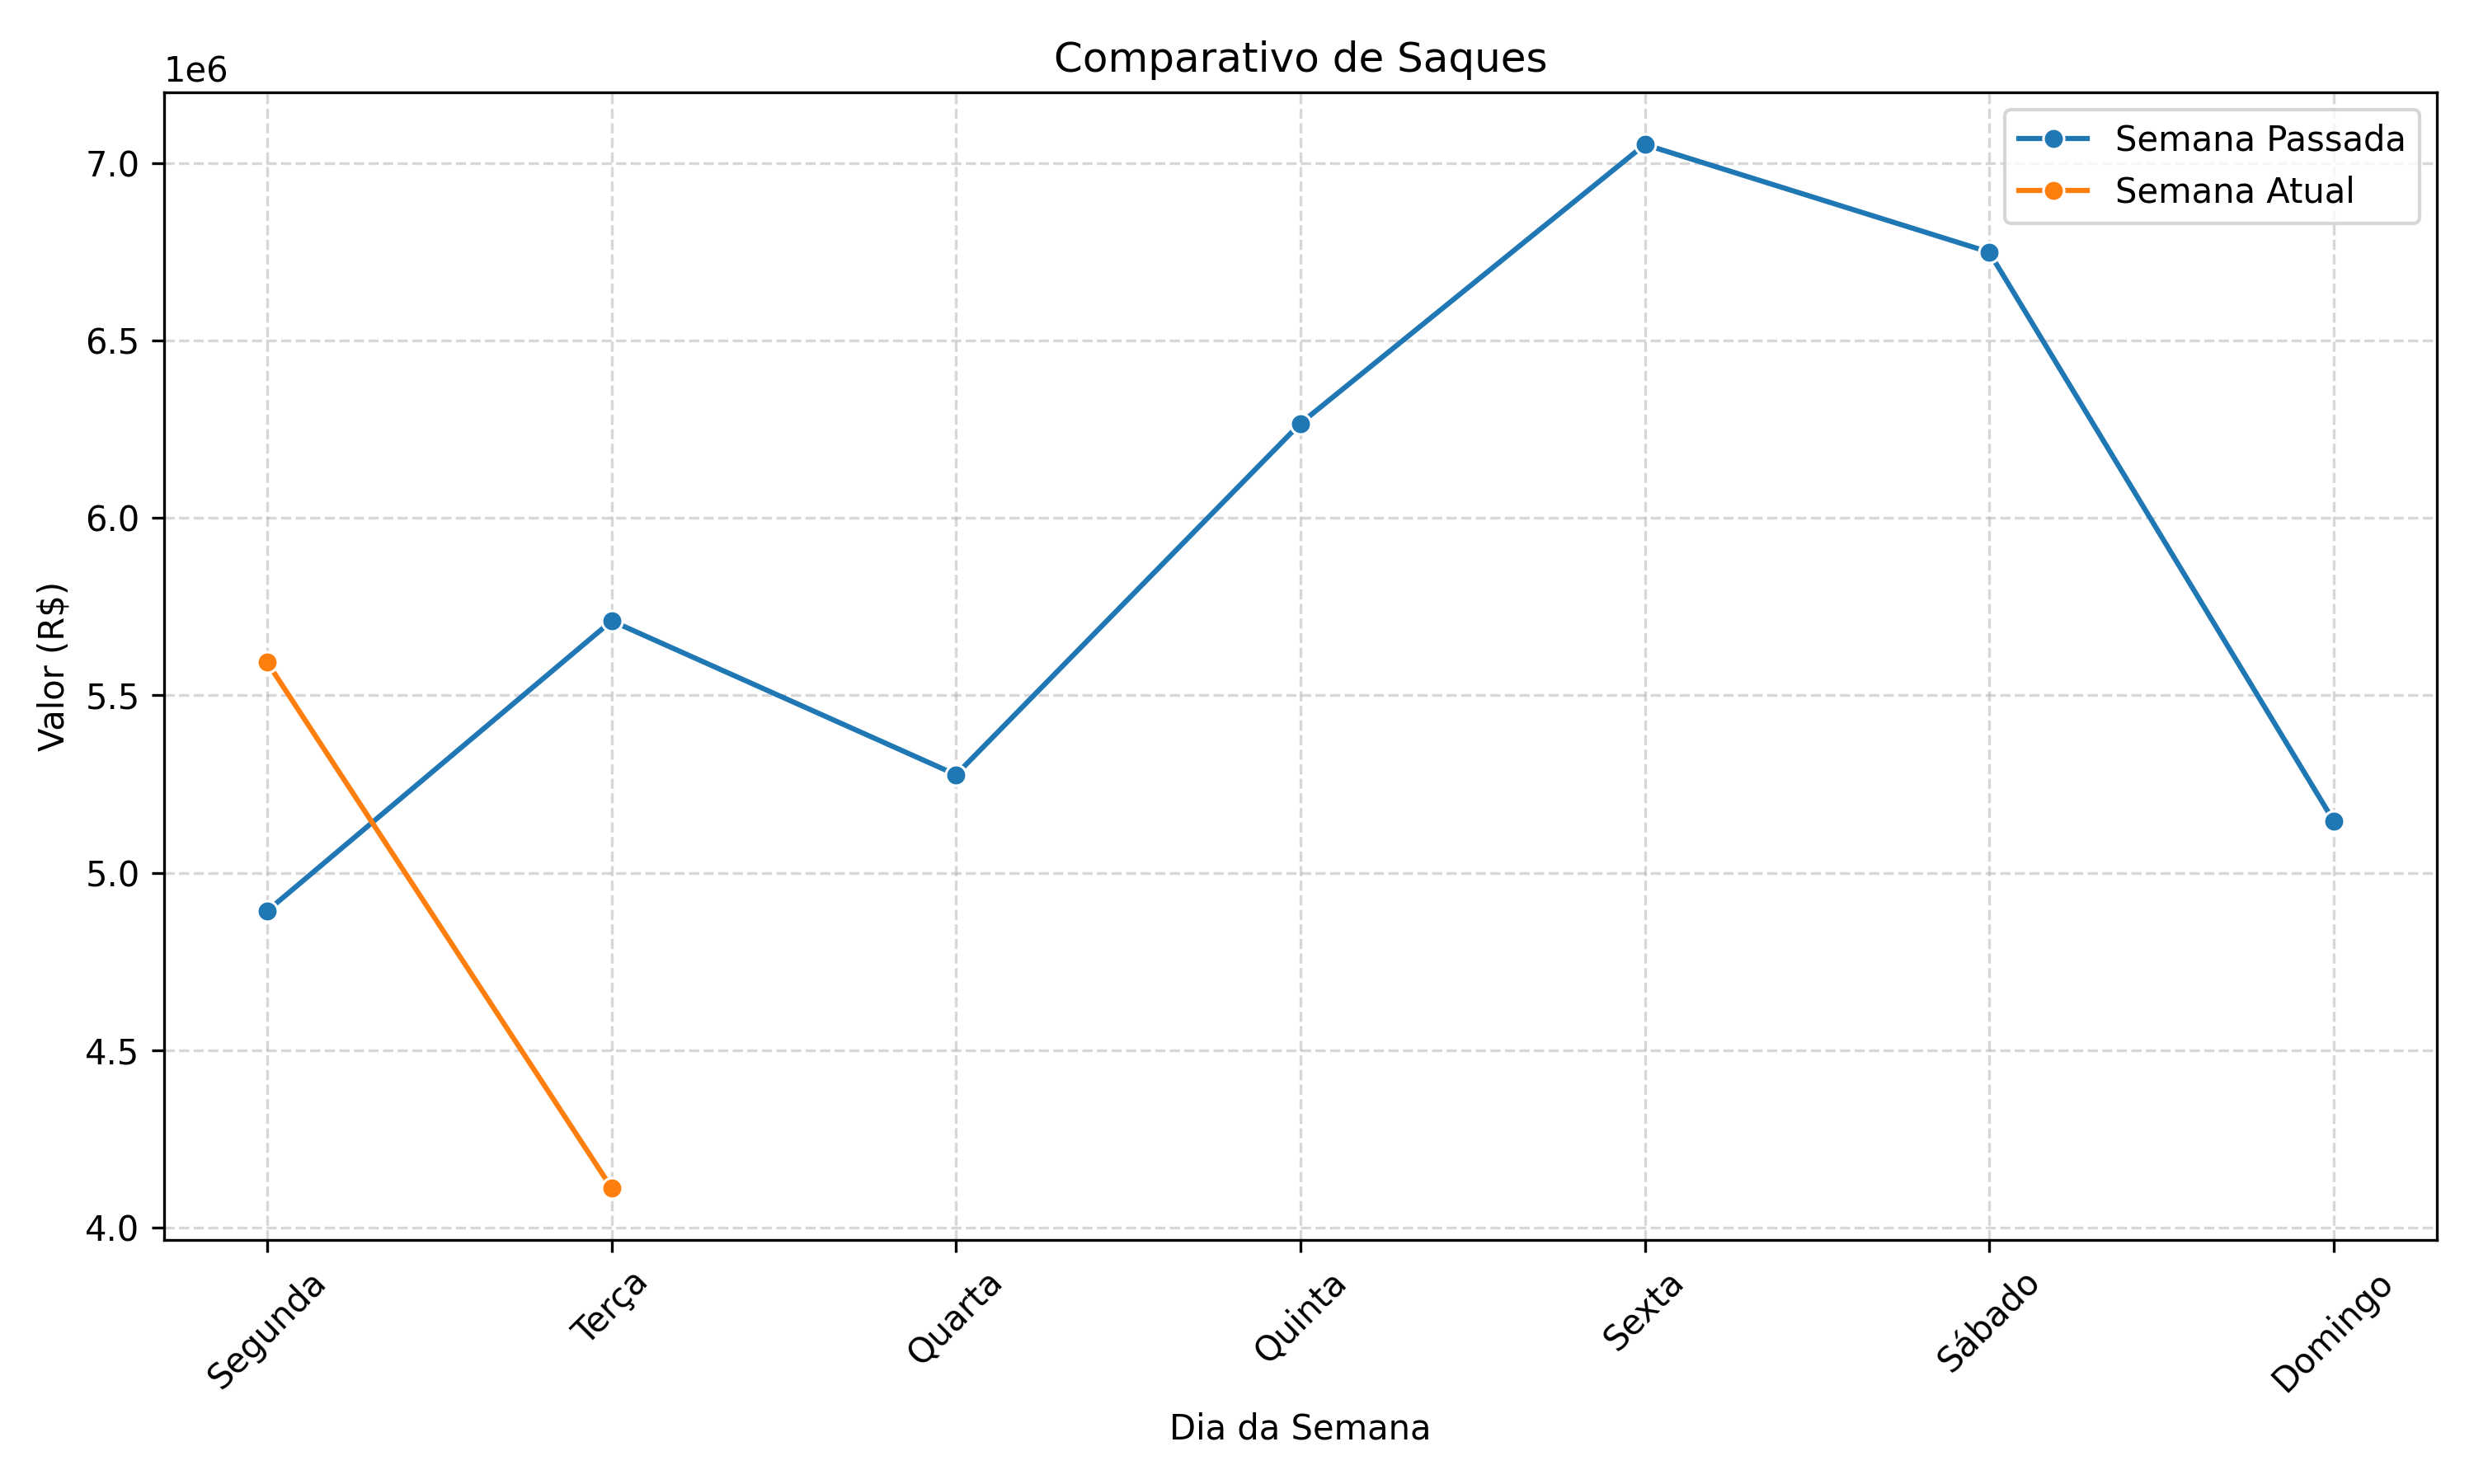 Comparativo de Saques
1e6
7.0
6.5
6.0
5.5
5.0
4.5
4.0
Valor (R$)
Semana Passada
Semana Atual
Segunda
Terça
Quarta
Quinta
Sexta
Sábado
Domingo
Dia da Semana